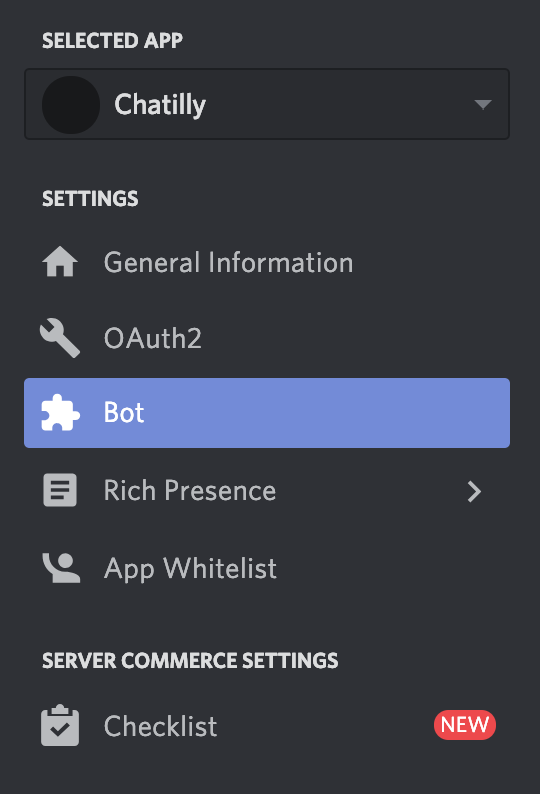 SELECTED APP
Chatilly
SETTINGS
General Information
OAuth2
Bot
Rich Presence
App Whitelist
SERVER COMMERCE SETTINGS
Checklist NEW